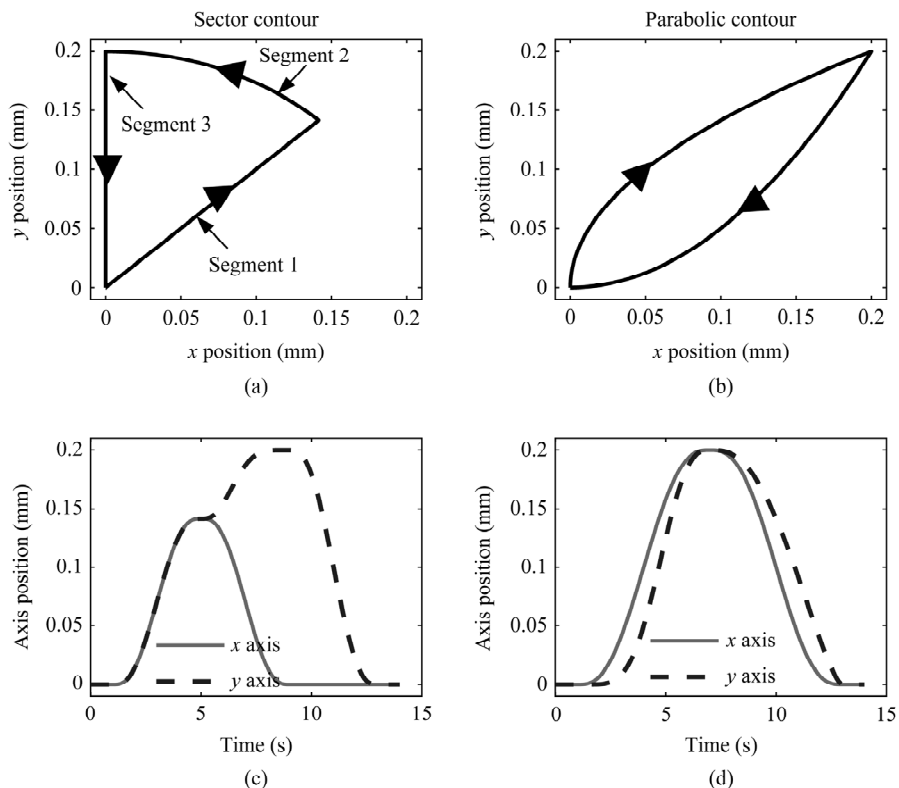 Sector contour
0.2
0.15
0.1
0.05
0
y position (mm)
Segment 2
Segment 3
Segment 1
0 0.05 0.1 0.15 0.2
x position (mm)
(a)
Parabolic contour
0.2
0.15
0.1
0.05
0
y position (mm)
0 0.05 0.1 0.15 0.2
x position (mm)
(b)
0.2
0.15
0.1
0.05
0
Axis position (mm)
x axis
y axis
0 5 10 15
Time (s)
(c)
0.2
0.15
0.1
0.05
0
Axis position (mm)
x axis
y axis
0 5 10 15
Time (s)
(d)